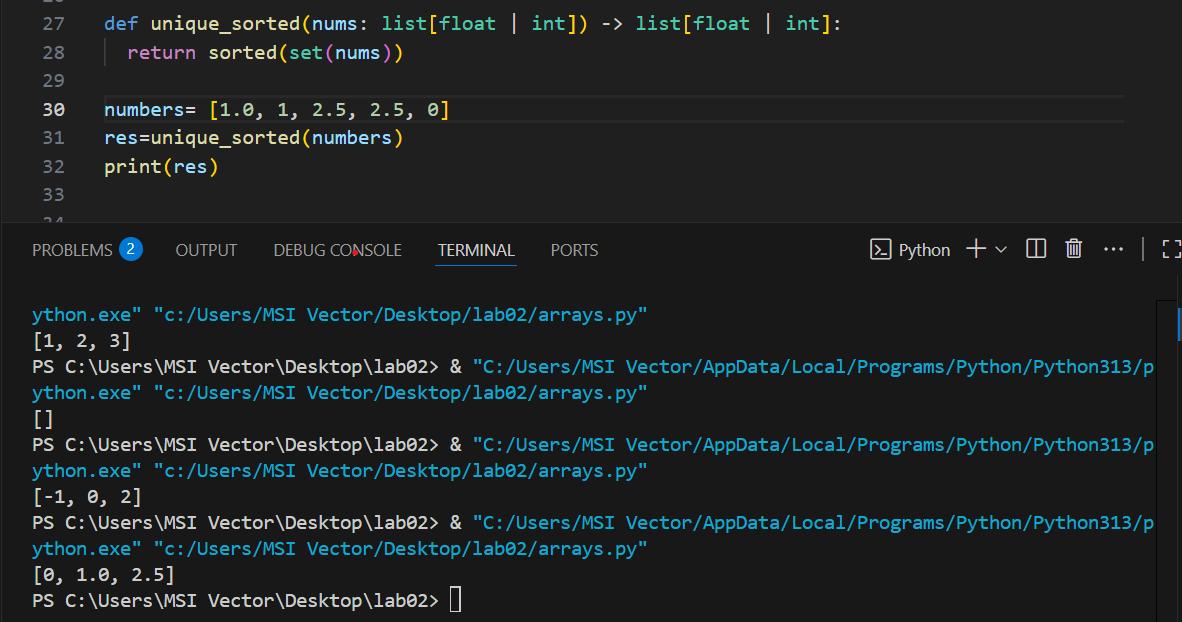 27 def unique_sorted(nums: list[float | int]) -> list[float | int]:
28 return sorted(set(nums))
29
30 numbers= [1.0, 1, 2.5, 2.5, 0]
31 res=unique_sorted(numbers)
32 print(res)
33
PROBLEMS 2 OUTPUT DEBUG CONSOLE TERMINAL PORTS Python
ython.exe" "c:/Users/MSI Vector/Desktop/lab02/arrays.py"
[1, 2, 3]
PS C:\Users\MSI Vector\Desktop\lab02> & "C:/Users/MSI Vector/AppData/Local/Programs/Python/Python313/p
ython.exe" "c:/Users/MSI Vector/Desktop/lab02/arrays.py"
[]
PS C:\Users\MSI Vector\Desktop\lab02> & "C:/Users/MSI Vector/AppData/Local/Programs/Python/Python313/p
ython.exe" "c:/Users/MSI Vector/Desktop/lab02/arrays.py"
[-1, 0, 2]
PS C:\Users\MSI Vector\Desktop\lab02> & "C:/Users/MSI Vector/AppData/Local/Programs/Python/Python313/p
ython.exe" "c:/Users/MSI Vector/Desktop/lab02/arrays.py"
[0, 1.0, 2.5]
PS C:\Users\MSI Vector\Desktop\lab02>